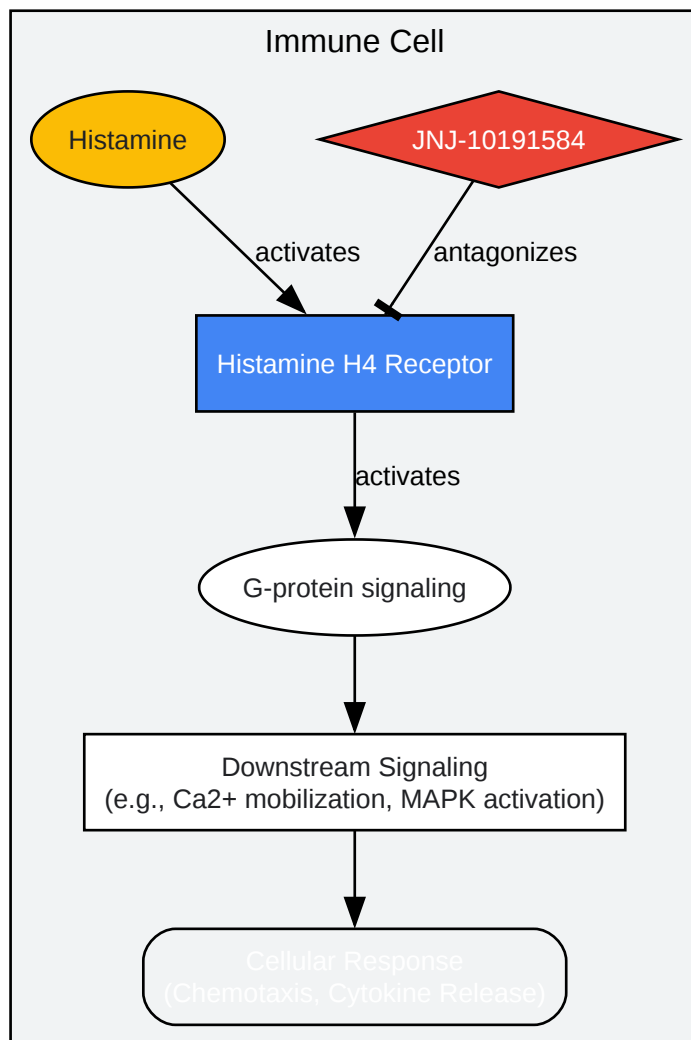 Immune Cell
Histamine
JNJ-10191584
activates
antagonizes
Histamine H4 Receptor
activates
G-protein signaling
Downstream Signaling
(e.g., Ca2+ mobilization, MAPK activation)
Cellular Response
(Chemotaxis, Cytokine Release)